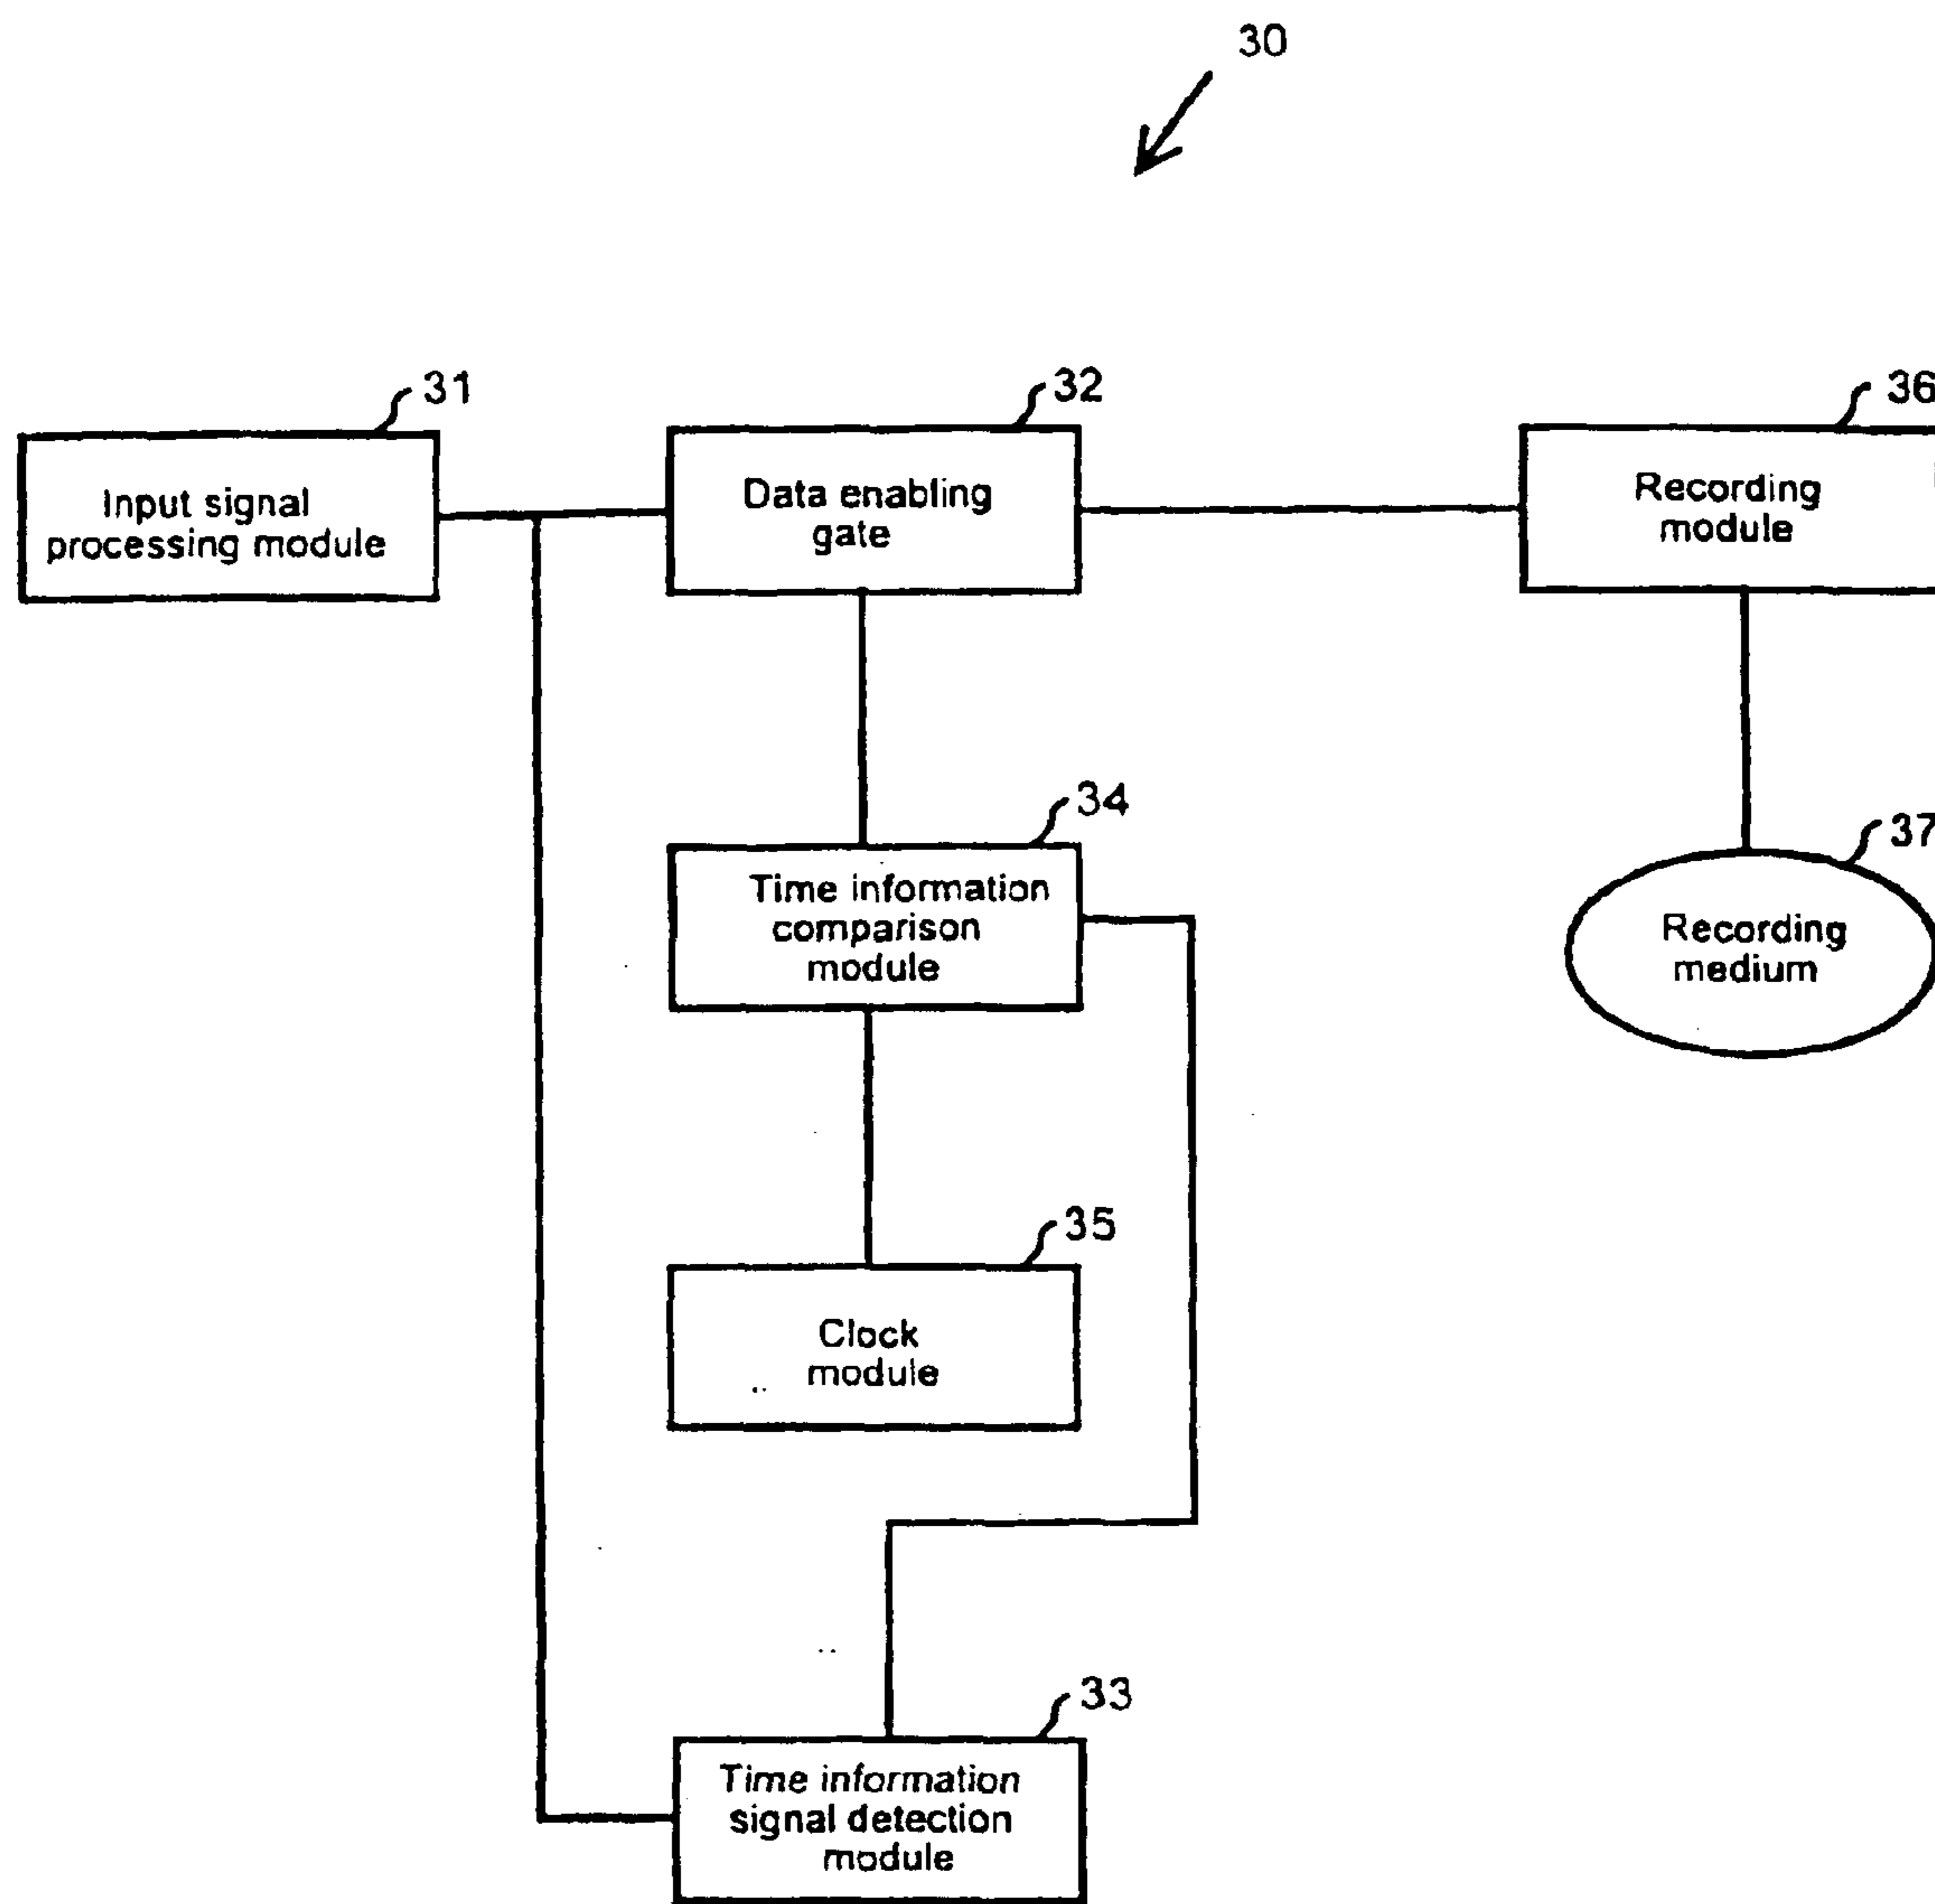 30
31
32
36
Input signal
processing module
Data enabling
gate
Recording
module
34
37
Time information
comparison
module
Recording
medium
35
Clock
module
33
Time information
signal detection
module